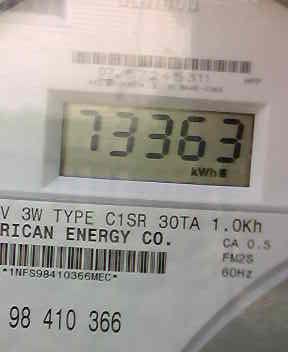 73363
kWh
V 3W TYPE C1SR 30TA 1.0Kh
RICAN ENERGY CO.
CA 0.5
FM2S
60Hz
*1NFS98410366MEC*
98 410 366